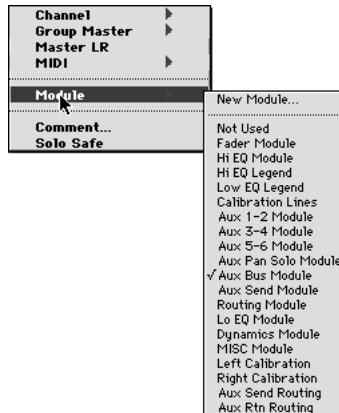 Channel
Group Master
Master LR
MIDI
Module
Comment...
Solo Safe
New Module...
Not Used
Fader Module
Hi EQ Module
Hi EQ Legend
Low EQ Legend
Calibration Lines
Aux 1-2 Module
Aux 3-4 Module
Aux 5-6 Module
Aux Pan Solo Module
√ Aux Bus Module
Aux Send Module
Routing Module
Lo EQ Module
Dynamics Module
MISC Module
Left Calibration
Right Calibration
Aux Send Routing
Aux Rtn Routing